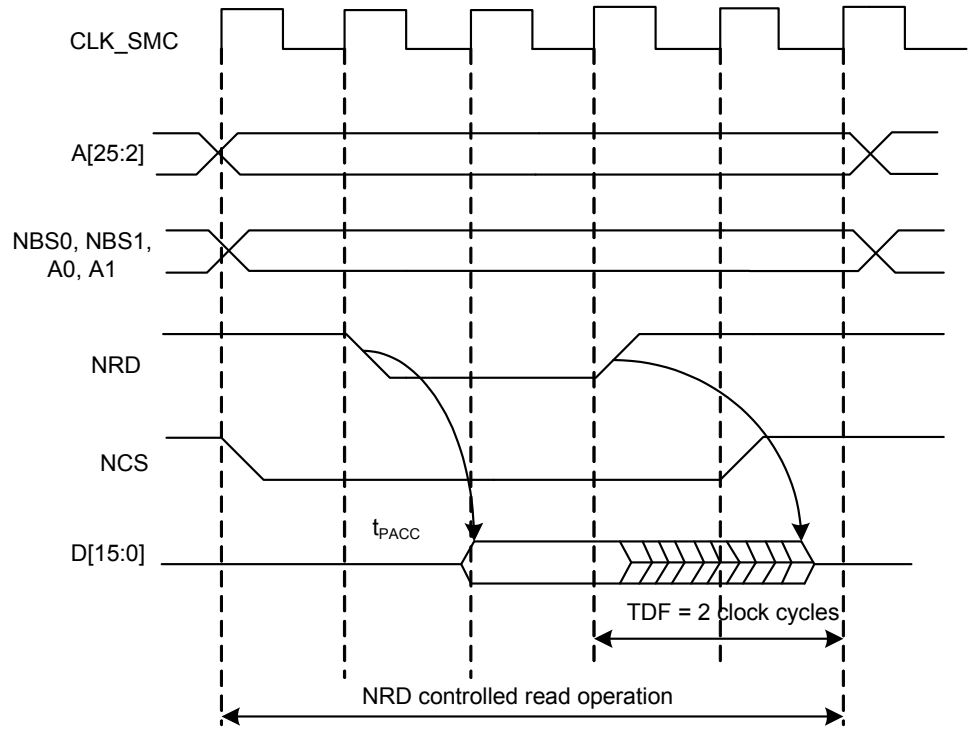 CLK_SMC
A[25:2]
NBS0, NBS1,
A0, A1
NRD
NCS
tPACC
D[15:0]
TDF = 2 clock cycles
NRD controlled read operation